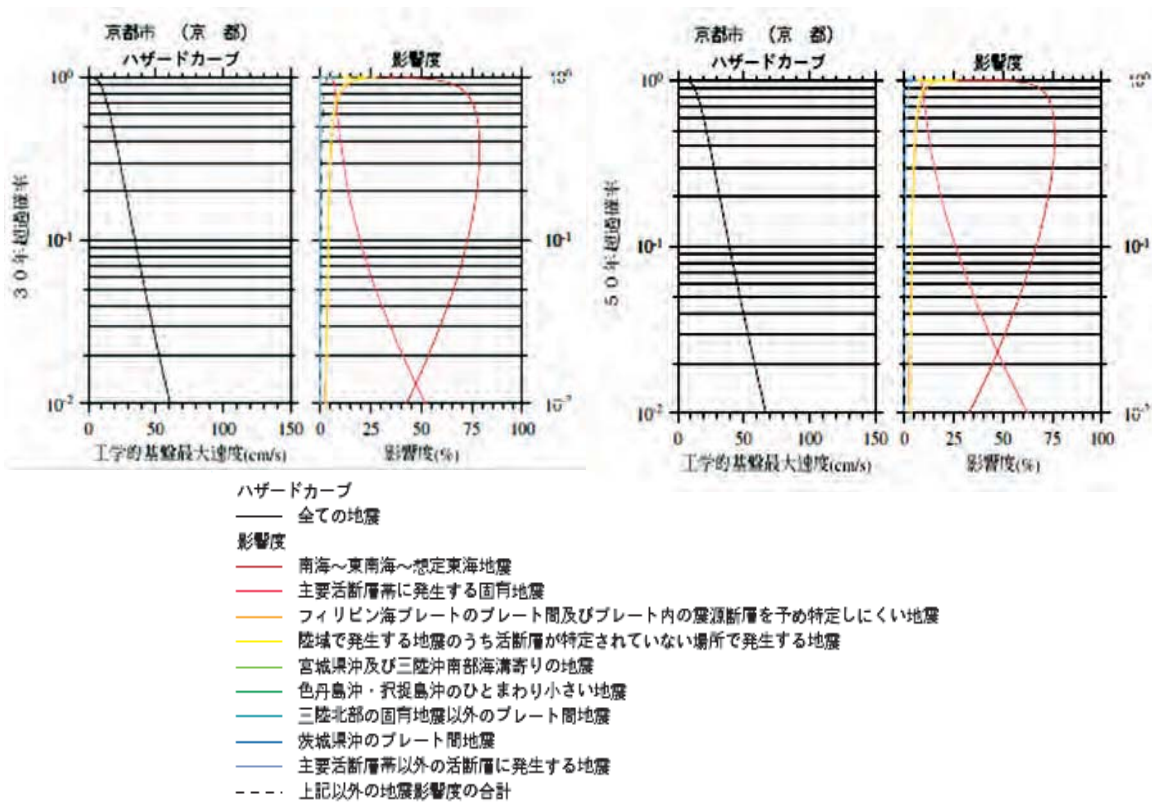 京都市 （京 都）
ハザードカーブ 影響度
10⁰ 10⁰
10⁻¹ 10⁻¹
10⁻² 10⁻²
30年超過確率
0 50 100 150 0 25 50 75 100
工学的基盤最大速度(cm/s) 影響度(%)
京都市 （京 都）
ハザードカーブ 影響度
10⁰ 10⁰
10⁻¹ 10⁻¹
10⁻² 10⁻²
50年超過確率
0 50 100 150 0 25 50 75 100
工学的基盤最大速度(cm/s) 影響度(%)
ハザードカーブ
全ての地震
影響度
南海～東南海～想定東海地震
主要活断層帯に発生する固有地震
フィリピン海プレートのプレート間及びプレート内の震源断層を予め特定しにくい地震
陸域で発生する地震のうち活断層が特定されていない場所で発生する地震
宮城県沖及び三陸沖南部海溝寄りの地震
色丹島沖・択捉島沖のひとまわり小さい地震
三陸北部の固有地震以外のプレート間地震
茨城県沖のプレート間地震
主要活断層帯以外の活断層に発生する地震
上記以外の地震影響度の合計